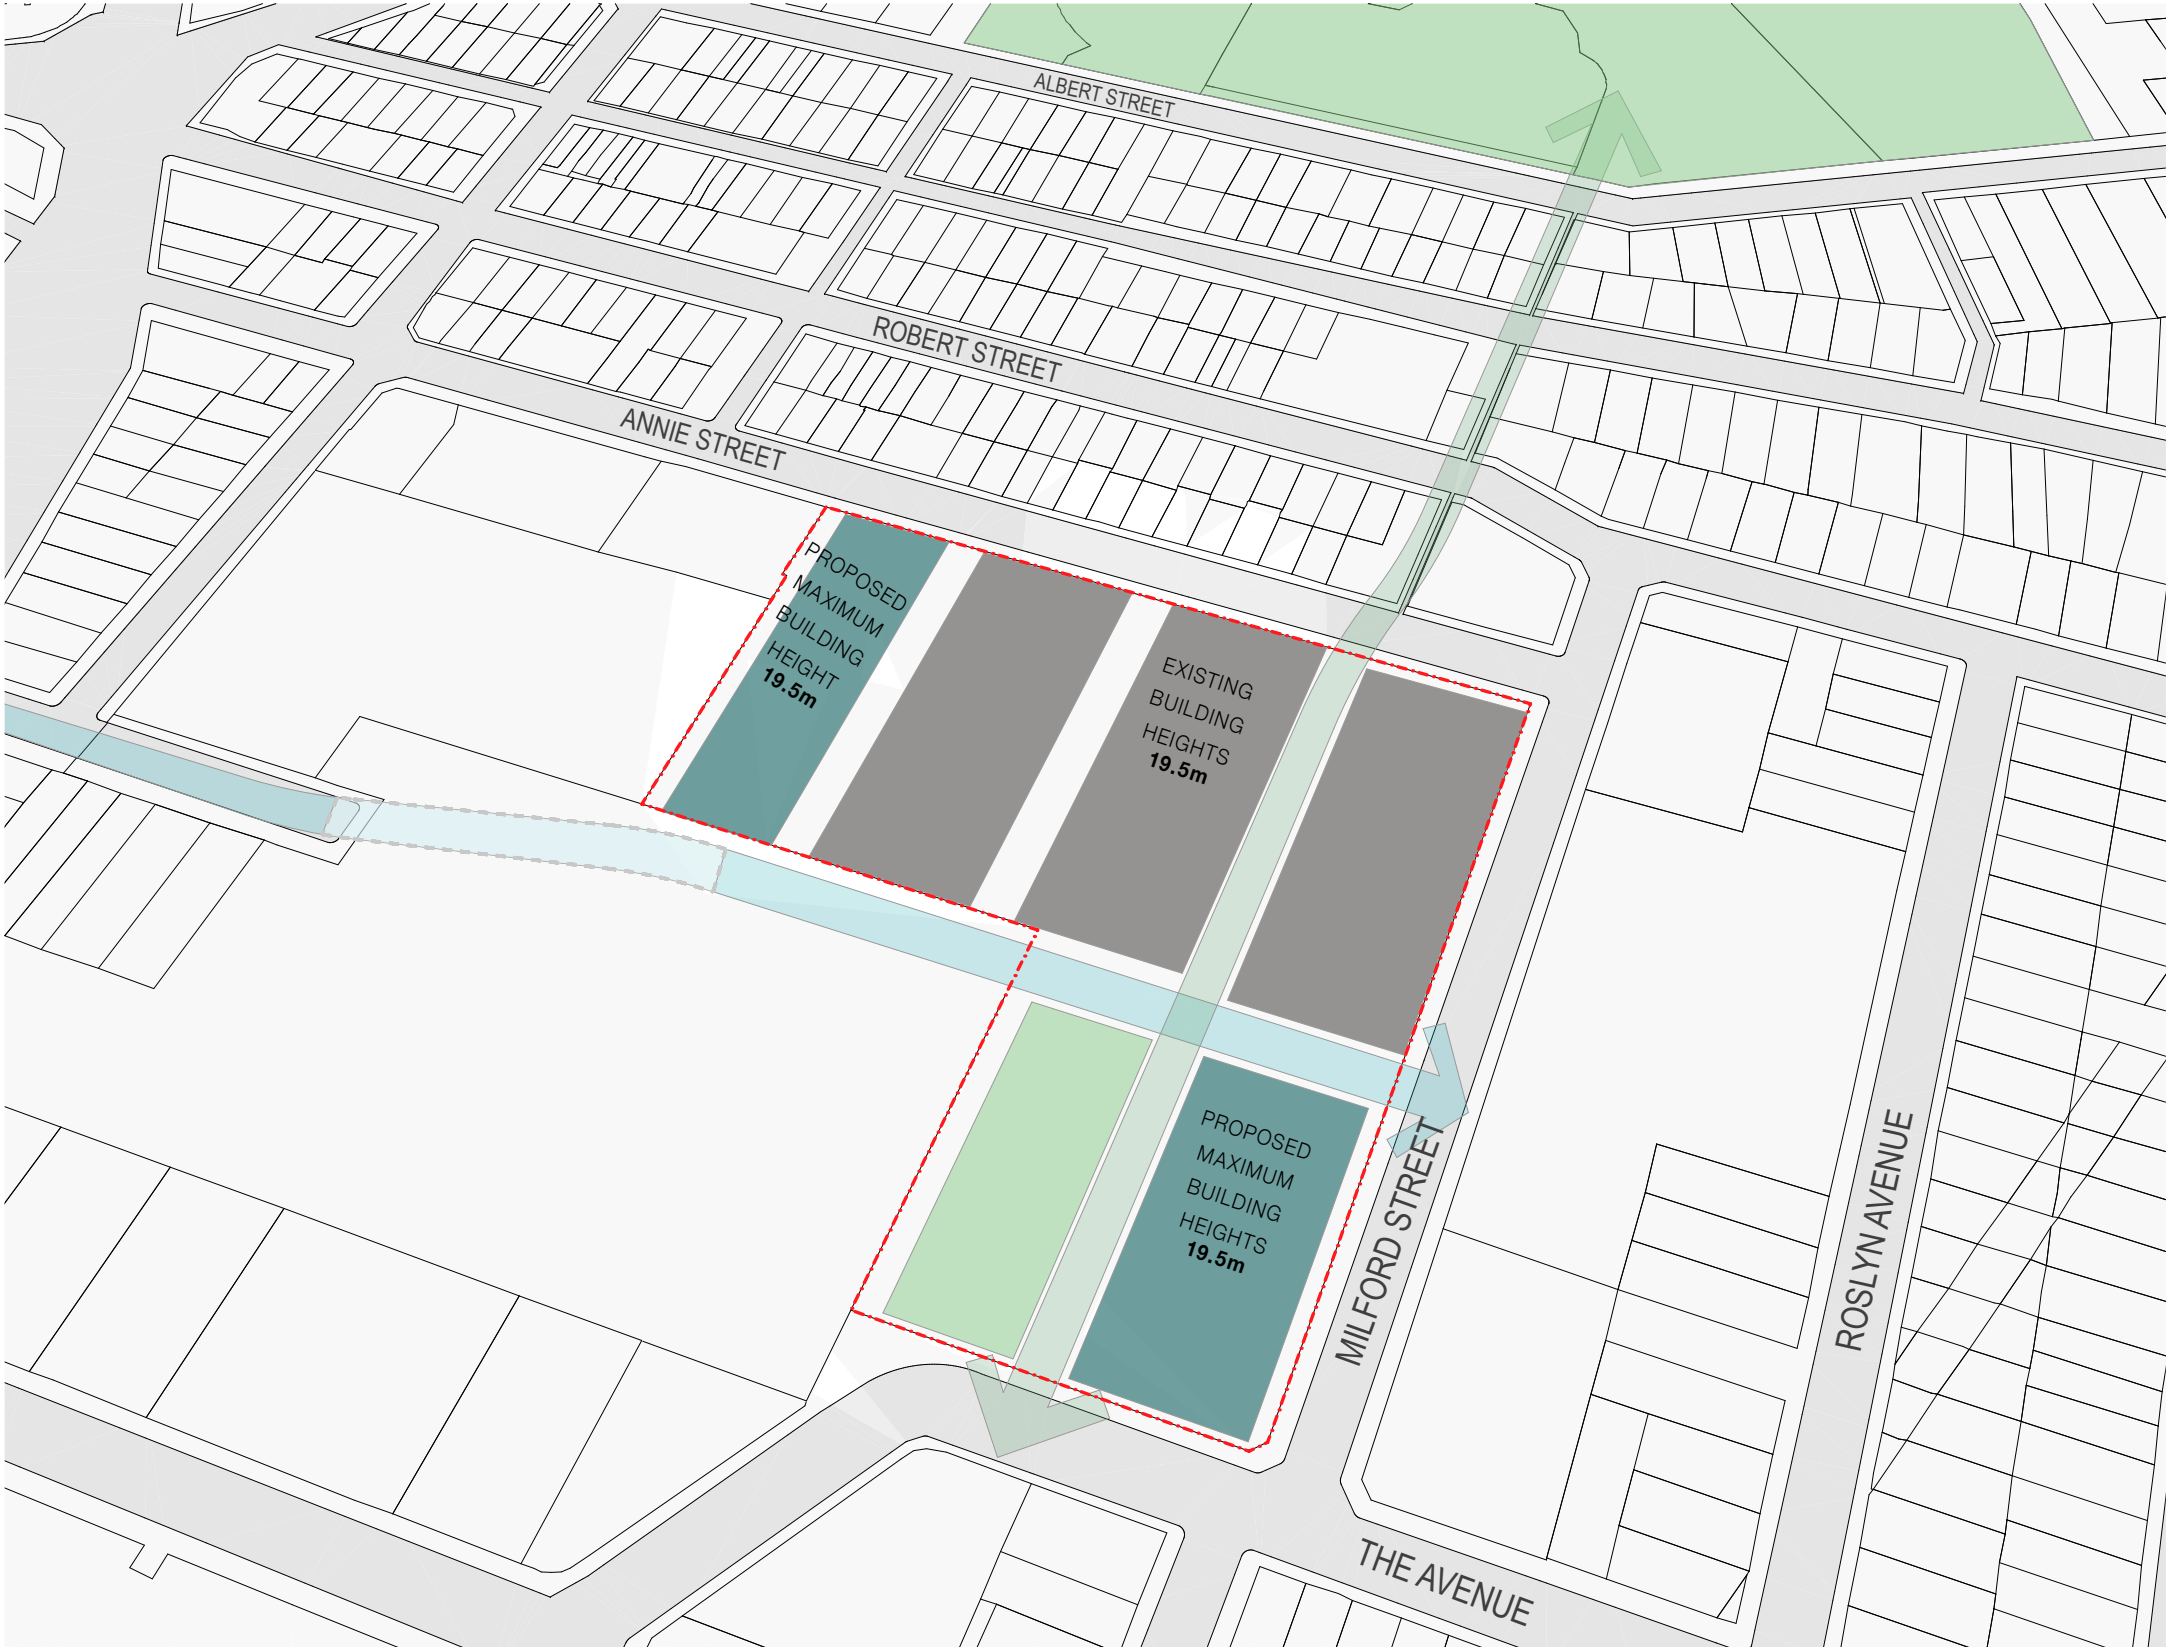 ALBERT STREET
ROBERT STREET
ANNIE STREET
PROPOSED
MAXIMUM
BUILDING
HEIGHT
19.5m
EXISTING
BUILDING
HEIGHTS
19.5m
PROPOSED
MAXIMUM
BUILDING
HEIGHTS
19.5m
MILFORD STREET
ROSLYN AVENUE
THE AVENUE